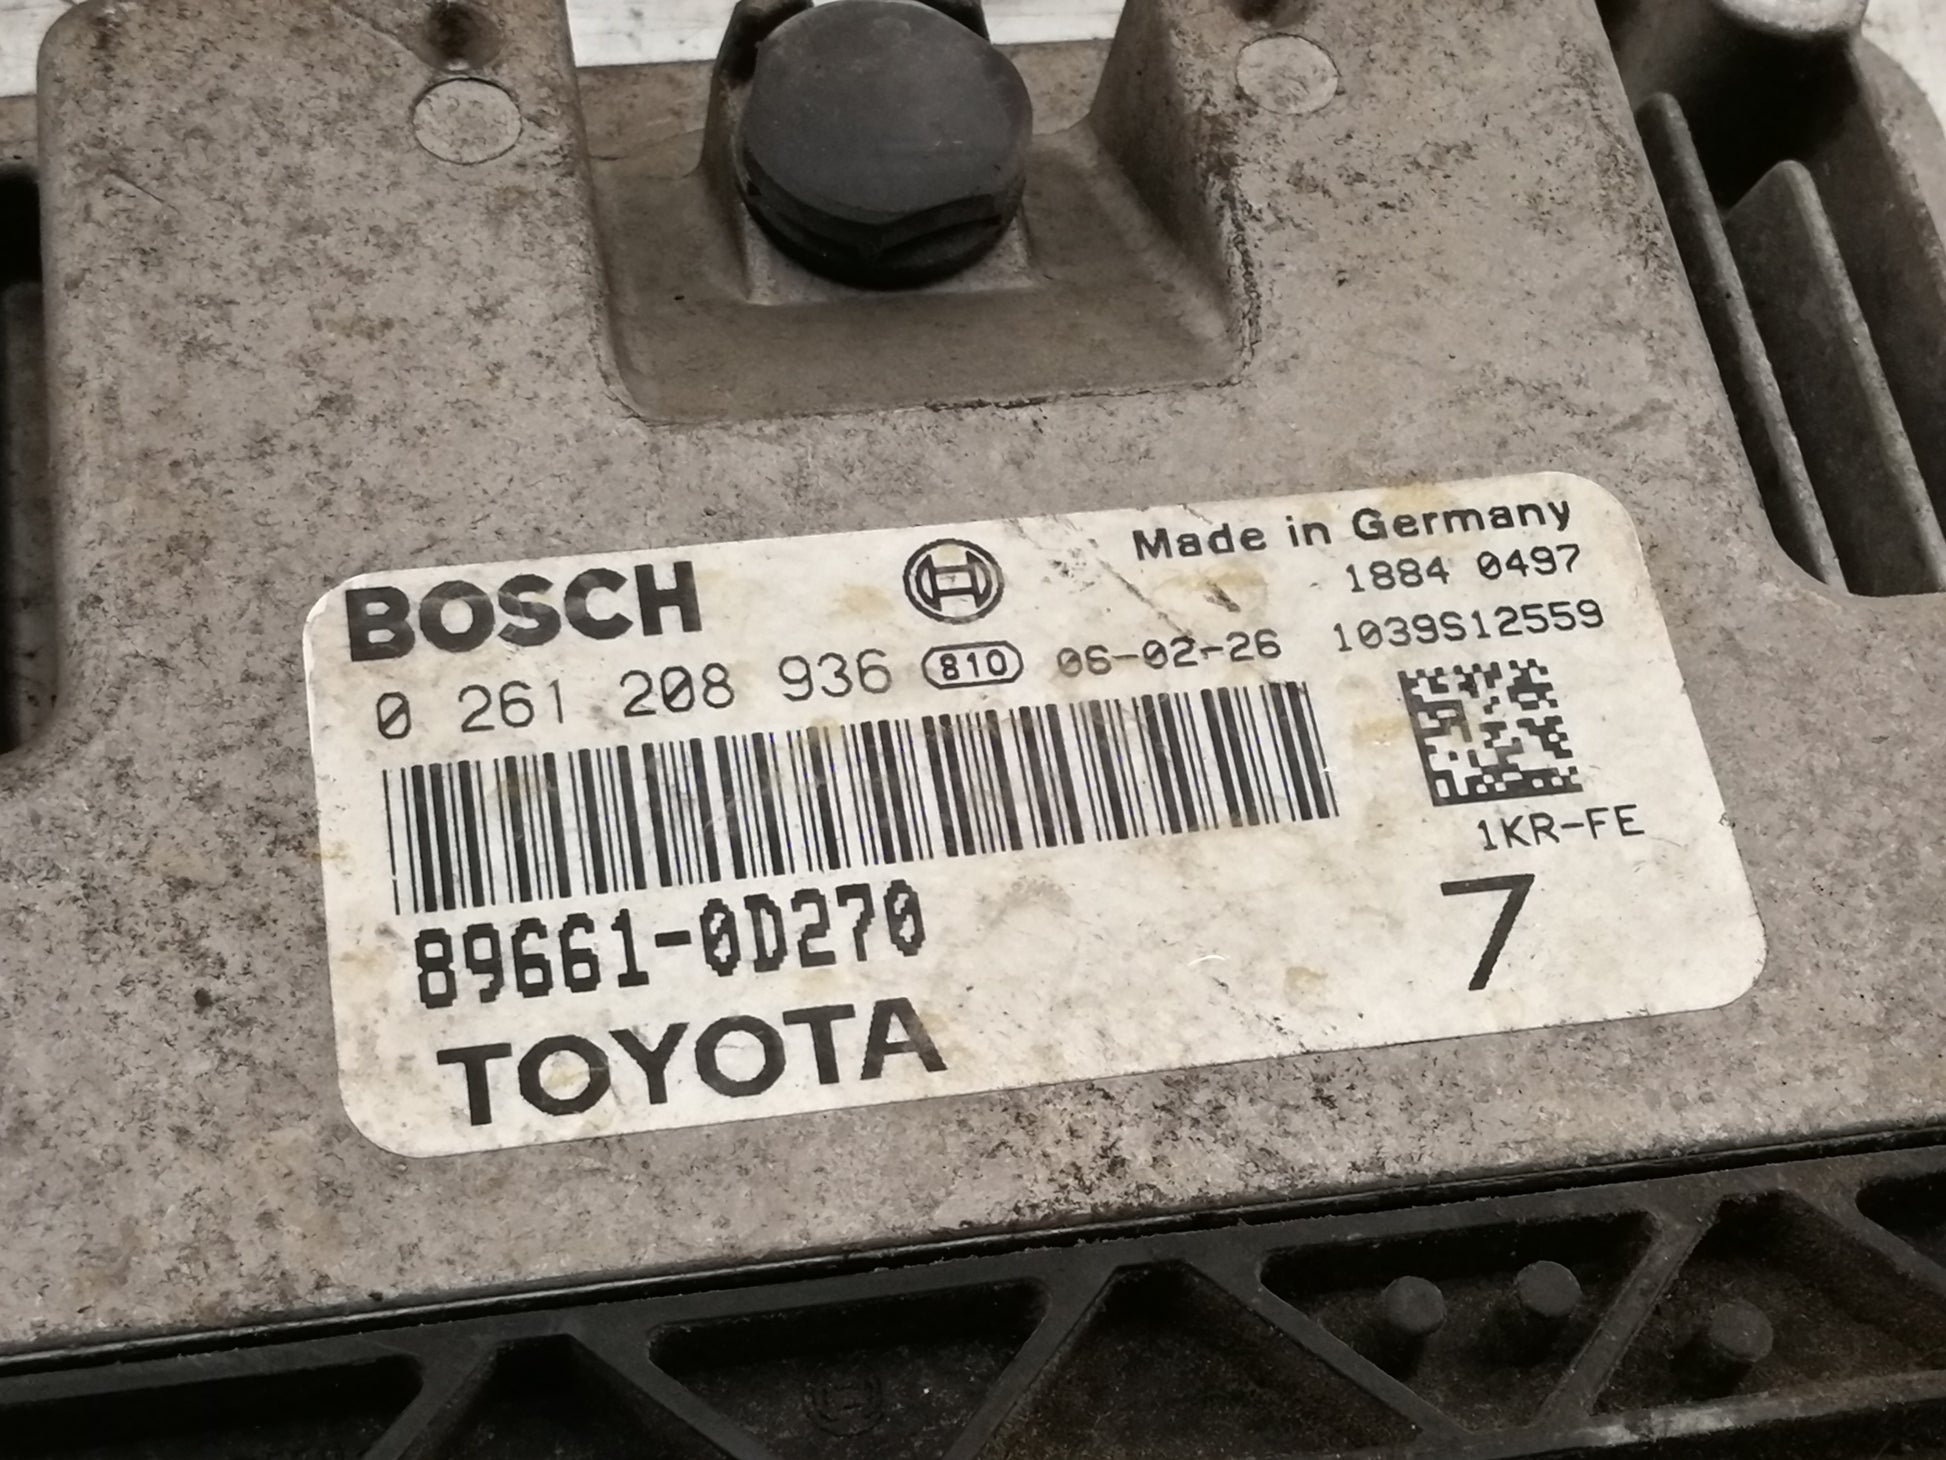 BOSCH
Made in Germany
1884 0497
0 261 208 936 810 06-02-26 1039S12559
1KR-FE
89661-0D270
7
TOYOTA